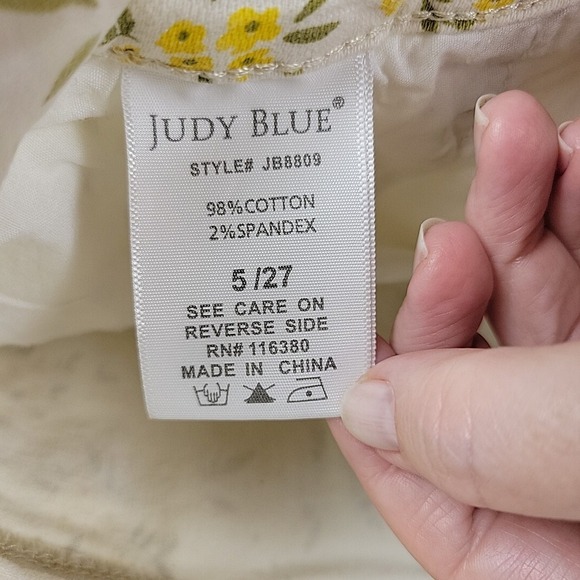 JUDY BLUE®
STYLE# JB8809
98%COTTON
2%SPANDEX
5/27
SEE CARE ON
REVERSE SIDE
RN# 116380
MADE IN CHINA